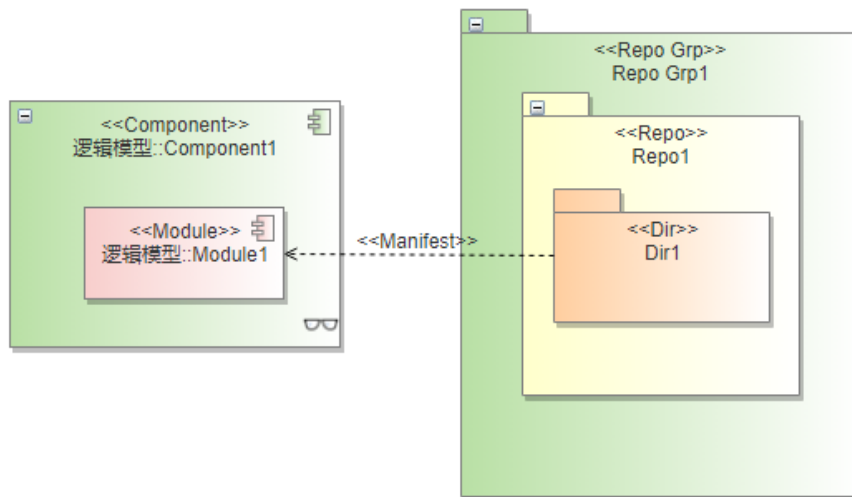 <<Component>>
逻辑模型::Component1
<<Module>>
逻辑模型::Module1
<<Manifest>>
<<Repo Grp>>
Repo Grp1
<<Repo>>
Repo1
<<Dir>>
Dir1